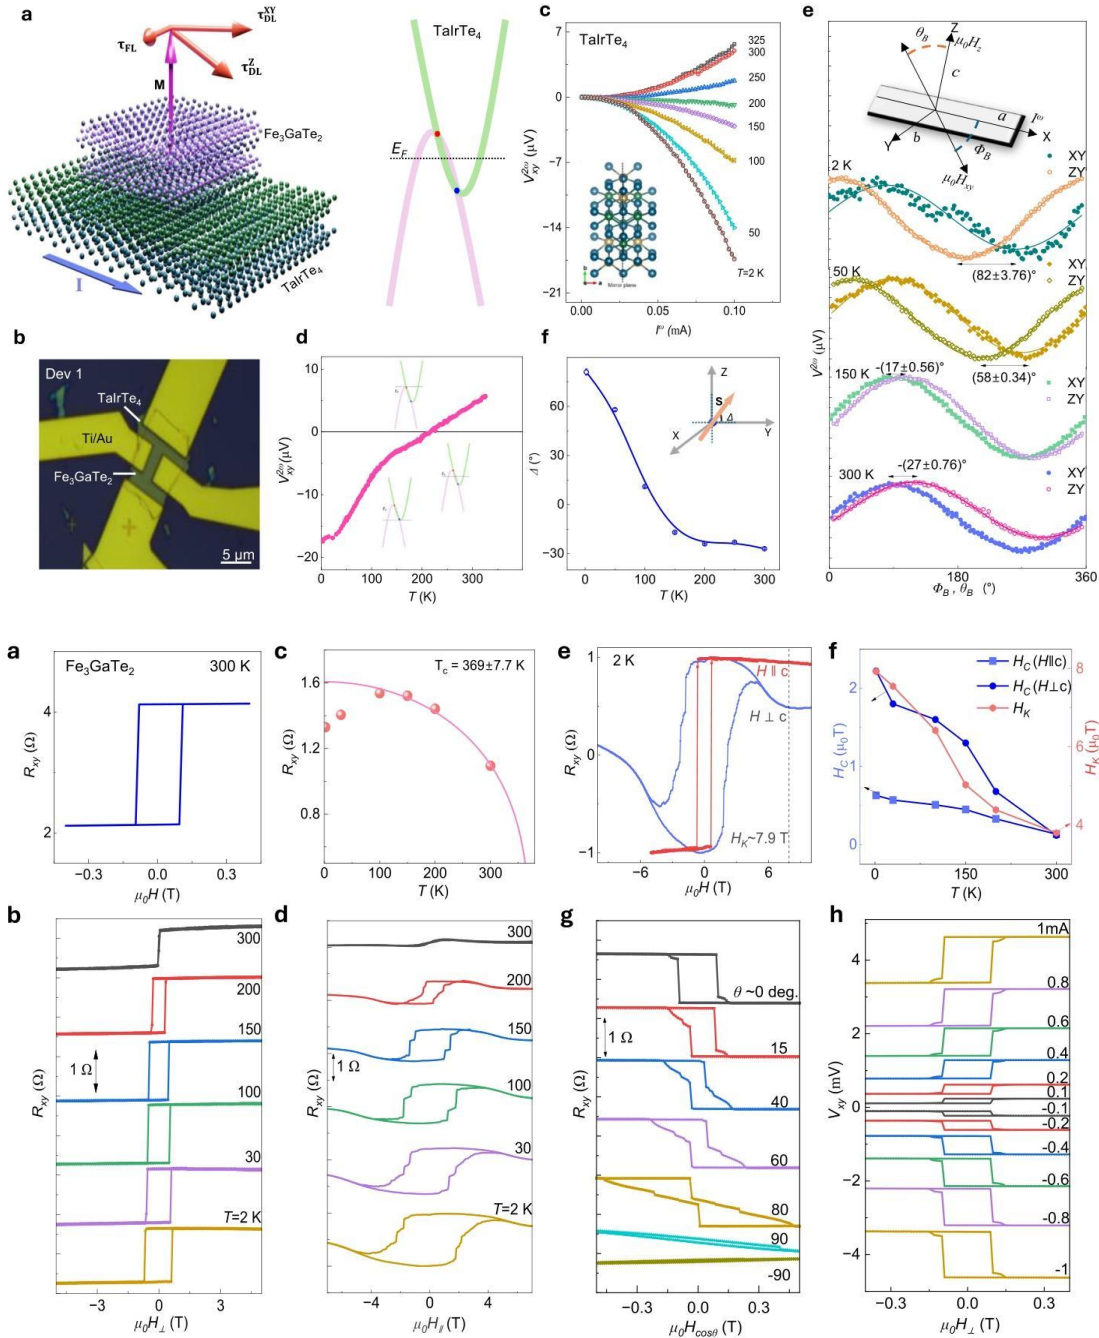 a
τ_DL^XY
τ_FL
τ_DL^Z
M
Fe₃GaTe₂
TaIrTe₄
I
TaIrTe₄
E_F
c
TaIrTe₄
7
0
−7
−14
−21
V_xy^2ω (μV)
325
300
250
200
150
100
50
T=2 K
b
a
Mirror plane
0.00
0.05
0.10
I^ω (mA)
e
θ_B
Z
μ₀H_z
c
a
I^ω
X
Y
b
Φ_B
μ₀H_xy
XY
ZY
2 K
(82±3.76)°
50 K
XY
ZY
(58±0.34)°
150 K
-(17±0.56)°
XY
ZY
300 K
-(27±0.76)°
XY
ZY
V^2ω (μV)
0
180
360
Φ_B , θ_B (°)
b
Dev 1
TaIrTe₄
Ti/Au
Fe₃GaTe₂
5 μm
d
10
0
−10
−20
V_xy^2ω (μV)
0
100
200
300
T (K)
f
60
15
−30
Δ (°)
Z
S
Δ
X
Y
0
100
200
300
T (K)
a
Fe₃GaTe₂
300 K
4
2
R_xy (Ω)
−0.3
0.0
0.3
μ₀H (T)
c
T_c = 369±7.7 K
1.6
1.4
1.2
1.6
R_xy (Ω)
0
100
200
300
T (K)
e
2 K
H ∥ c
H ⊥ c
H_K~7.9 T
1
0
−1
R_xy (Ω)
−6
0
6
μ₀H (T)
f
H_C (H∥c)
H_C (H⊥c)
H_K
2
1
0
H_C (μ₀T)
8
6
4
H_K (μ₀T)
0
150
300
T (K)
b
300
200
150
1 Ω
100
30
T=2 K
R_xy (Ω)
−3
0
3
μ₀H_⊥ (T)
d
300
200
150
1 Ω
100
30
T=2 K
R_xy (Ω)
−7
0
7
μ₀H_∥ (T)
g
θ ~0 deg.
15
1 Ω
40
60
80
90
-90
R_xy (Ω)
−0.3
0.0
0.3
μ₀H_cosθ (T)
h
1mA
0.8
0.6
0.4
0.2
0.1
-0.1
-0.2
-0.4
-0.6
-0.8
-1
4
2
0
−2
−4
V_xy (mV)
−0.3
0.0
0.3
μ₀H_⊥ (T)